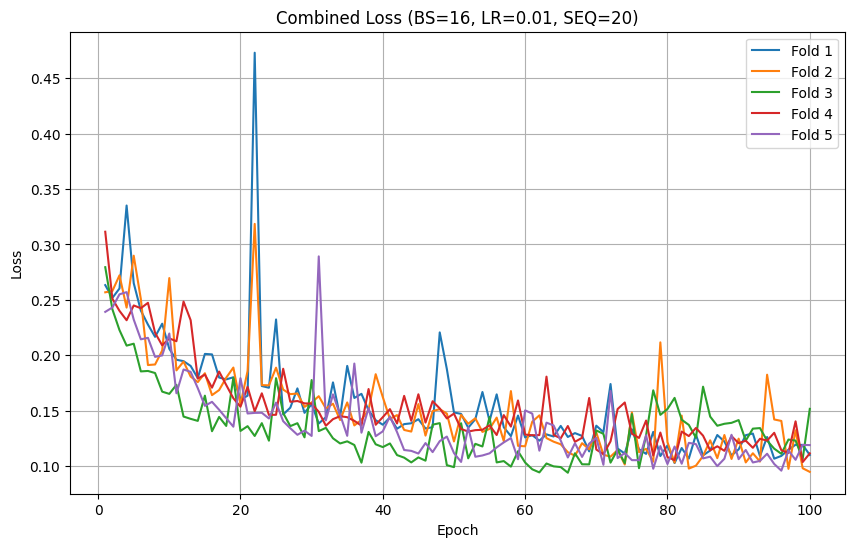 Combined Loss (BS=16, LR=0.01, SEQ=20)
Loss
0.45
0.40
0.35
0.30
0.25
0.20
0.15
0.10
0 20 40 60 80 100
Epoch
Fold 1
Fold 2
Fold 3
Fold 4
Fold 5